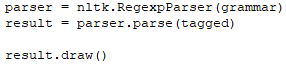 parser = nltk.RegexpParser(grammar)
result = parser.parse(tagged)
result.draw()